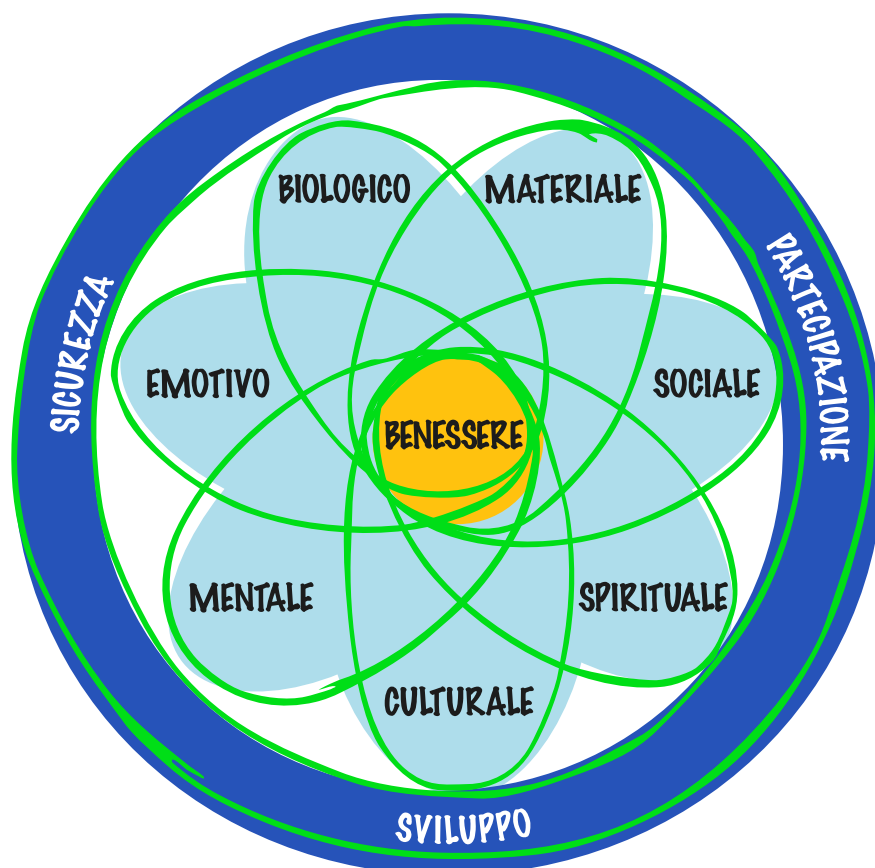 BIOLOGICO
MATERIALE
SICUREZZA
PARTECIPAZIONE
EMOTIVO
SOCIALE
BENESSERE
MENTALE
SPIRITUALE
CULTURALE
SVILUPPO